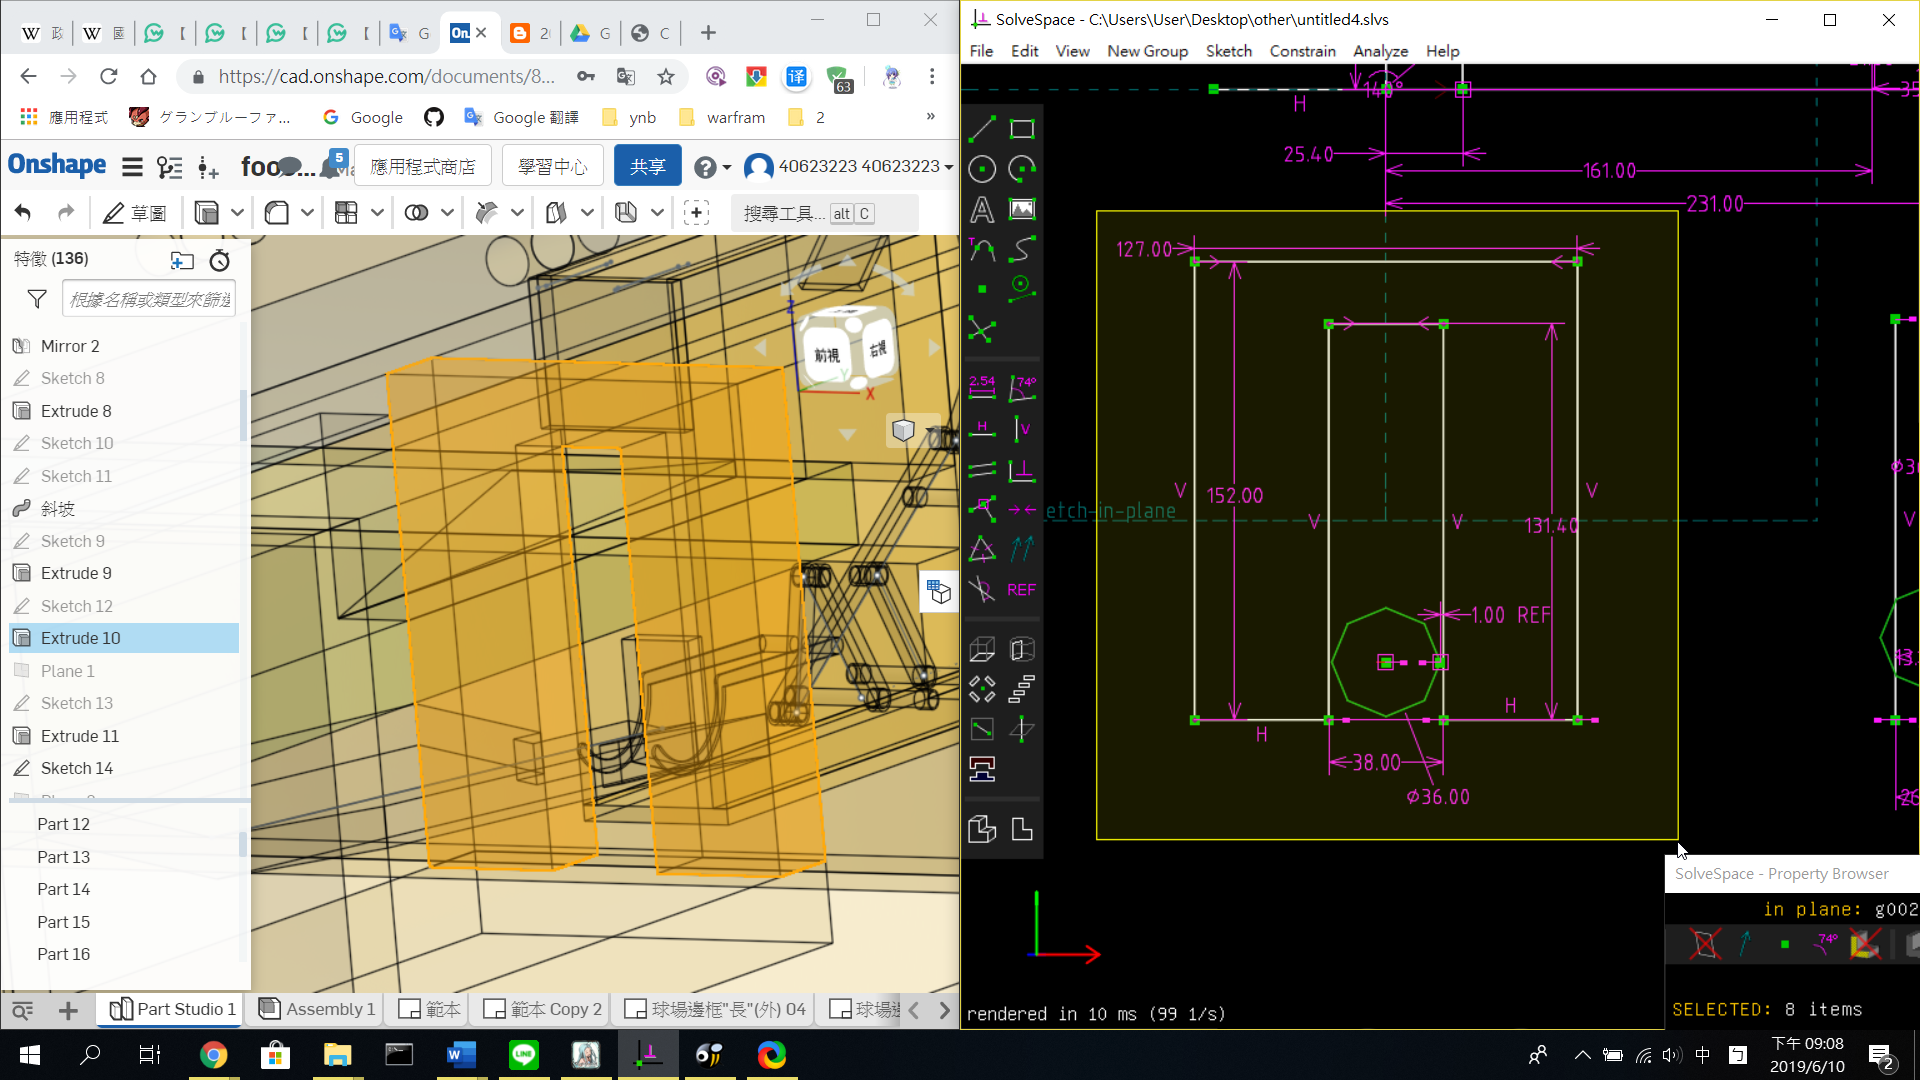 政
國
G
On.
2
G
C
https://cad.onshape.com/documents/8...
63
應用程式
グランブルーファ...
Google
Google 翻譯
ynb
warfram
2
»
Onshape
foo...
5
應用程式商店
學習中心
共享
40623223 40623223
草圖
搜尋工具... alt C
特徵 (136)
根據名稱或類型來篩選
Mirror 2
Sketch 8
Extrude 8
Sketch 10
Sketch 11
斜坡
Sketch 9
Extrude 9
Sketch 12
Extrude 10
Plane 1
Sketch 13
Extrude 11
Sketch 14
Part 12
Part 13
Part 14
Part 15
Part 16
Z
前視
右視
Y
X
Part Studio 1
Assembly 1
範本
範本 Copy 2
球場邊框"長"(外) 04
球場邊
SolveSpace - C:\Users\User\Desktop\other\untitled4.slvs
File Edit View New Group Sketch Constrain Analyze Help
H
25.40
161.00
231.00
127.00
152.00
V
V
V
V
131.40
etch-in-plane
1.00 REF
H
H
38.00
ø36.00
2.54
74°
H
V
REF
V
rendered in 10 ms (99 1/s)
SolveSpace - Property Browser
in plane: g002
74°
SELECTED: 8 items
中
下午 09:08
2019/6/10
2